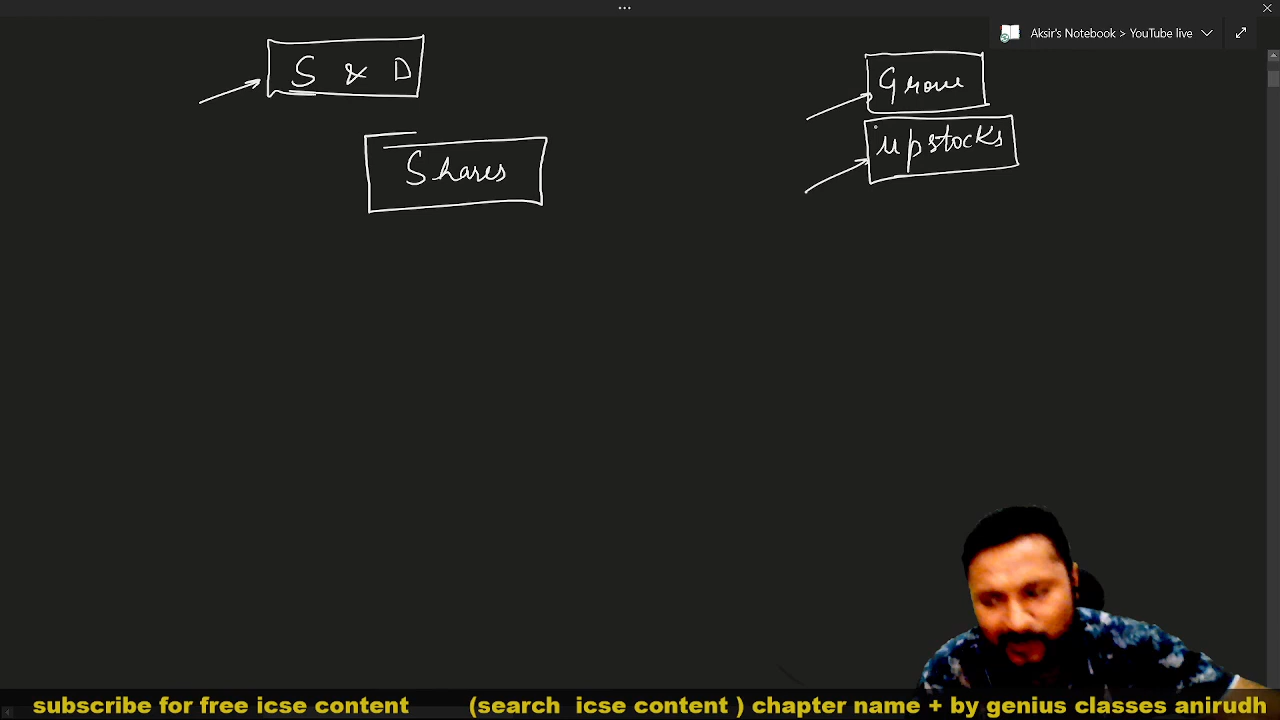 Aksir's Notebook > YouTube live
S & D
Grow
upstocks
Shares
subscribe for free icse content (search icse content ) chapter name + by genius classes anirudh